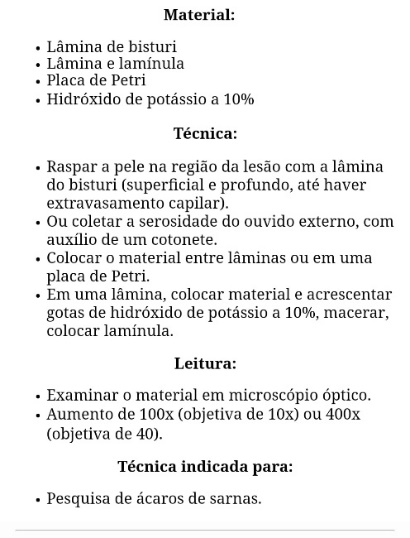 Material:
• Lâmina de bisturi
• Lâmina e lamínula
• Placa de Petri
• Hidróxido de potássio a 10%
Técnica:
• Raspar a pele na região da lesão com a lâmina
do bisturi (superficial e profundo, até haver
extravasamento capilar).
• Ou coletar a serosidade do ouvido externo, com
auxílio de um cotonete.
• Colocar o material entre lâminas ou em uma
placa de Petri.
• Em uma lâmina, colocar material e acrescentar
gotas de hidróxido de potássio a 10%, macerar,
colocar lamínula.
Leitura:
• Examinar o material em microscópio óptico.
• Aumento de 100x (objetiva de 10x) ou 400x
(objetiva de 40).
Técnica indicada para:
• Pesquisa de ácaros de sarnas.